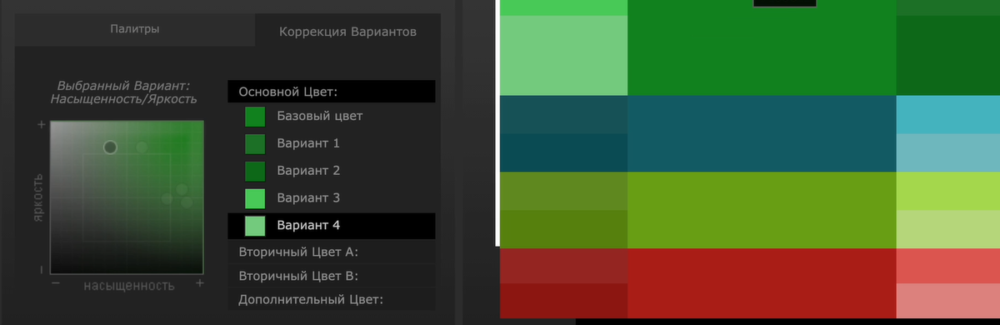 Палитры
Коррекция Вариантов
Выбранный Вариант:
Насыщенность/Яркость
+
яркость
−
− насыщенность +
Основной Цвет:
Базовый цвет
Вариант 1
Вариант 2
Вариант 3
Вариант 4
Вторичный Цвет A:
Вторичный Цвет B:
Дополнительный Цвет: